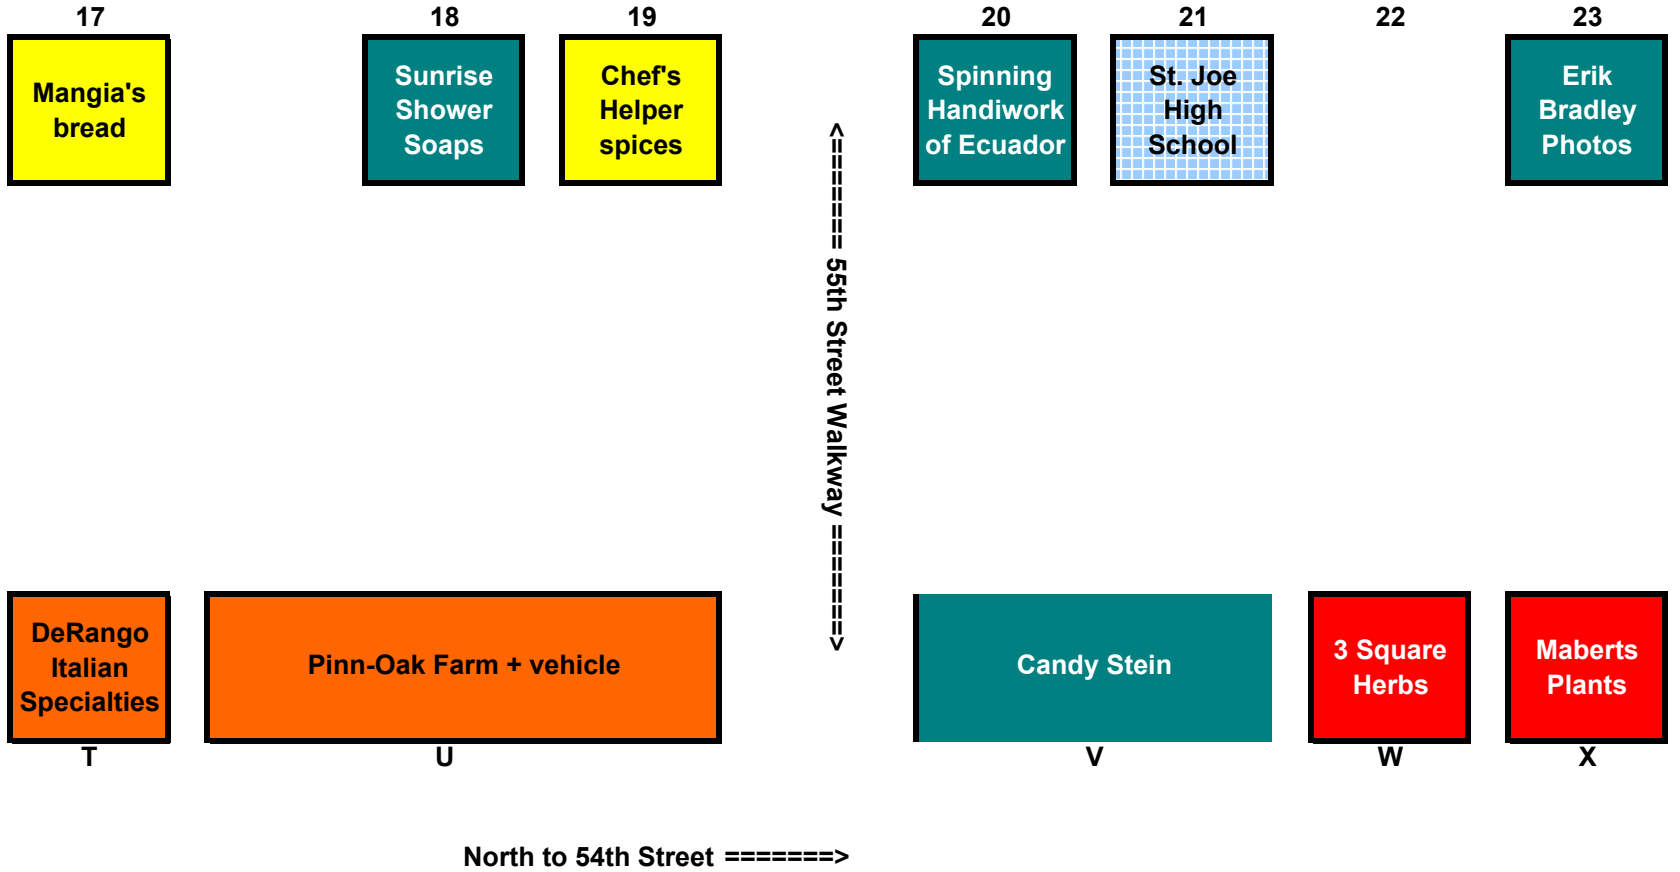 17 18 19 20 21 22 23
Mangia's
bread
Sunrise
Shower
Soaps
Chef's
Helper
spices
Spinning
Handiwork
of Ecuador
St. Joe
High
School
Erik
Bradley
Photos
<======= 55th Street Walkway =======>
DeRango
Italian
Specialties
Pinn-Oak Farm + vehicle
Candy Stein
3 Square
Herbs
Maberts
Plants
T U V W X
North to 54th Street =======>